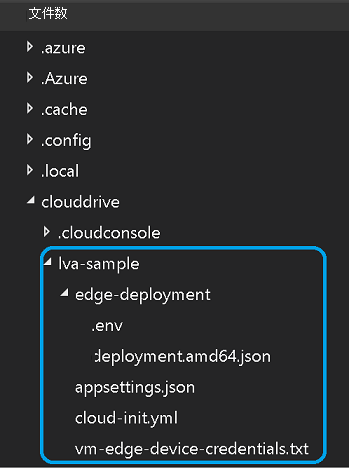 文件数
.azure
.Azure
.cache
.config
.local
clouddrive
.cloudconsole
lva-sample
edge-deployment
.env
deployment.amd64.json
appsettings.json
cloud-init.yml
vm-edge-device-credentials.txt